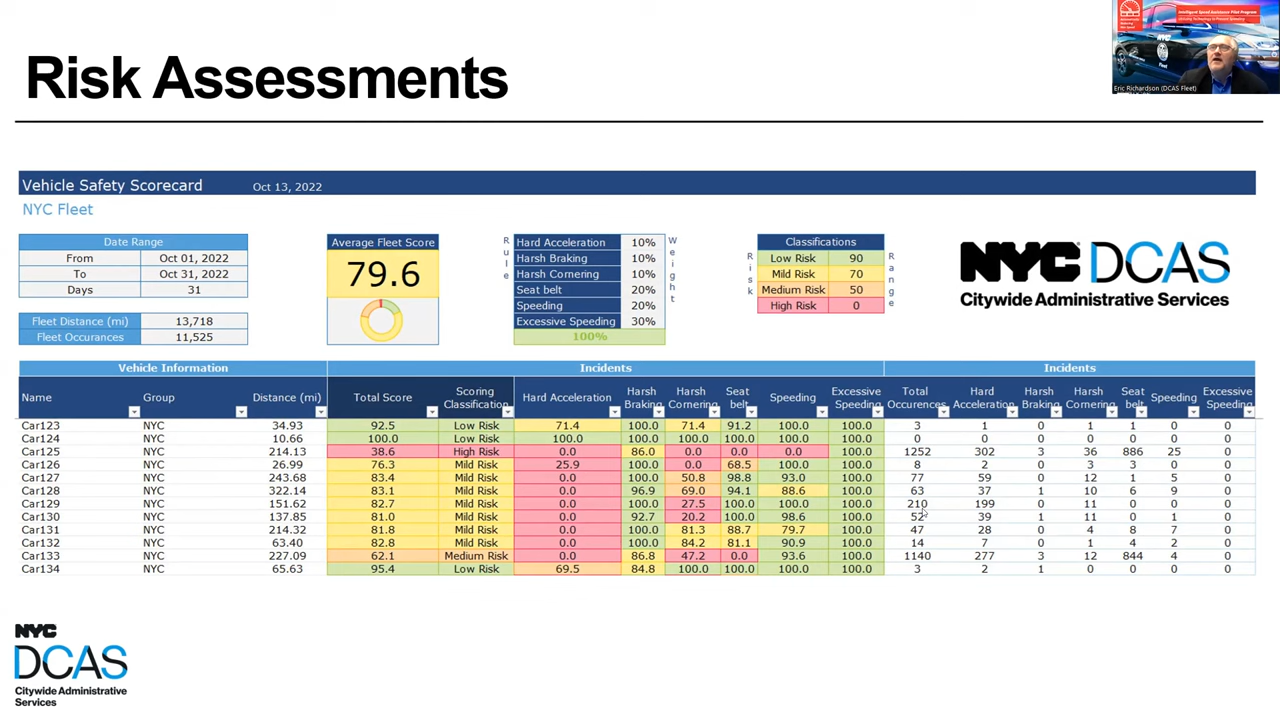 Intelligent Speed Assistance Pilot Program
NYC
Fleet
Eric Richardson (DCAS Fleet)
Risk Assessments
Vehicle Safety Scorecard Oct 13, 2022
NYC Fleet
Date Range
From Oct 01, 2022
To Oct 31, 2022
Days 31
Fleet Distance (mi) 13,718
Fleet Occurances 11,525
Average Fleet Score
79.6
Rule
Hard Acceleration 10%
Harsh Braking 10%
Harsh Cornering 10%
Seat belt 20%
Speeding 20%
Excessive Speeding 30%
100%
Weight
Risk
Classifications
Low Risk 90
Mild Risk 70
Medium Risk 50
High Risk 0
Range
NYC DCAS
Citywide Administrative Services
Vehicle Information Incidents Incidents
Name Group Distance (mi) Total Score Scoring Classification Hard Acceleration Harsh Braking Harsh Cornering Seat belt Speeding Excessive Speeding Total Occurences Hard Acceleration Harsh Braking Harsh Cornering Seat belt Speeding Excessive Speeding
Car123 NYC 34.93 92.5 Low Risk 71.4 100.0 71.4 91.2 100.0 100.0 3 1 0 1 1 0 0
Car124 NYC 10.66 100.0 Low Risk 100.0 100.0 100.0 100.0 100.0 100.0 0 0 0 0 0 0 0
Car125 NYC 214.13 38.6 High Risk 0.0 86.0 0.0 0.0 0.0 100.0 1252 302 3 36 886 25 0
Car126 NYC 26.99 76.3 Mild Risk 25.9 100.0 0.0 68.5 100.0 100.0 8 2 0 3 3 0 0
Car127 NYC 243.68 83.4 Mild Risk 0.0 100.0 50.8 98.8 93.0 100.0 77 59 0 12 1 5 0
Car128 NYC 322.14 83.1 Mild Risk 0.0 96.9 69.0 94.1 88.6 100.0 63 37 1 10 6 9 0
Car129 NYC 151.62 82.7 Mild Risk 0.0 100.0 27.5 100.0 100.0 100.0 210 199 0 11 0 0 0
Car130 NYC 137.85 81.0 Mild Risk 0.0 92.7 20.2 100.0 98.6 100.0 52 39 1 11 0 1 0
Car131 NYC 214.32 81.8 Mild Risk 0.0 100.0 81.3 88.7 79.7 100.0 47 28 0 4 8 7 0
Car132 NYC 63.40 82.8 Mild Risk 0.0 100.0 84.2 81.1 90.9 100.0 14 7 0 1 4 2 0
Car133 NYC 227.09 62.1 Medium Risk 0.0 86.8 47.2 0.0 93.6 100.0 1140 277 3 12 844 4 0
Car134 NYC 65.63 95.4 Low Risk 69.5 84.8 100.0 100.0 100.0 100.0 3 2 1 0 0 0 0
NYC
DCAS
Citywide Administrative
Services